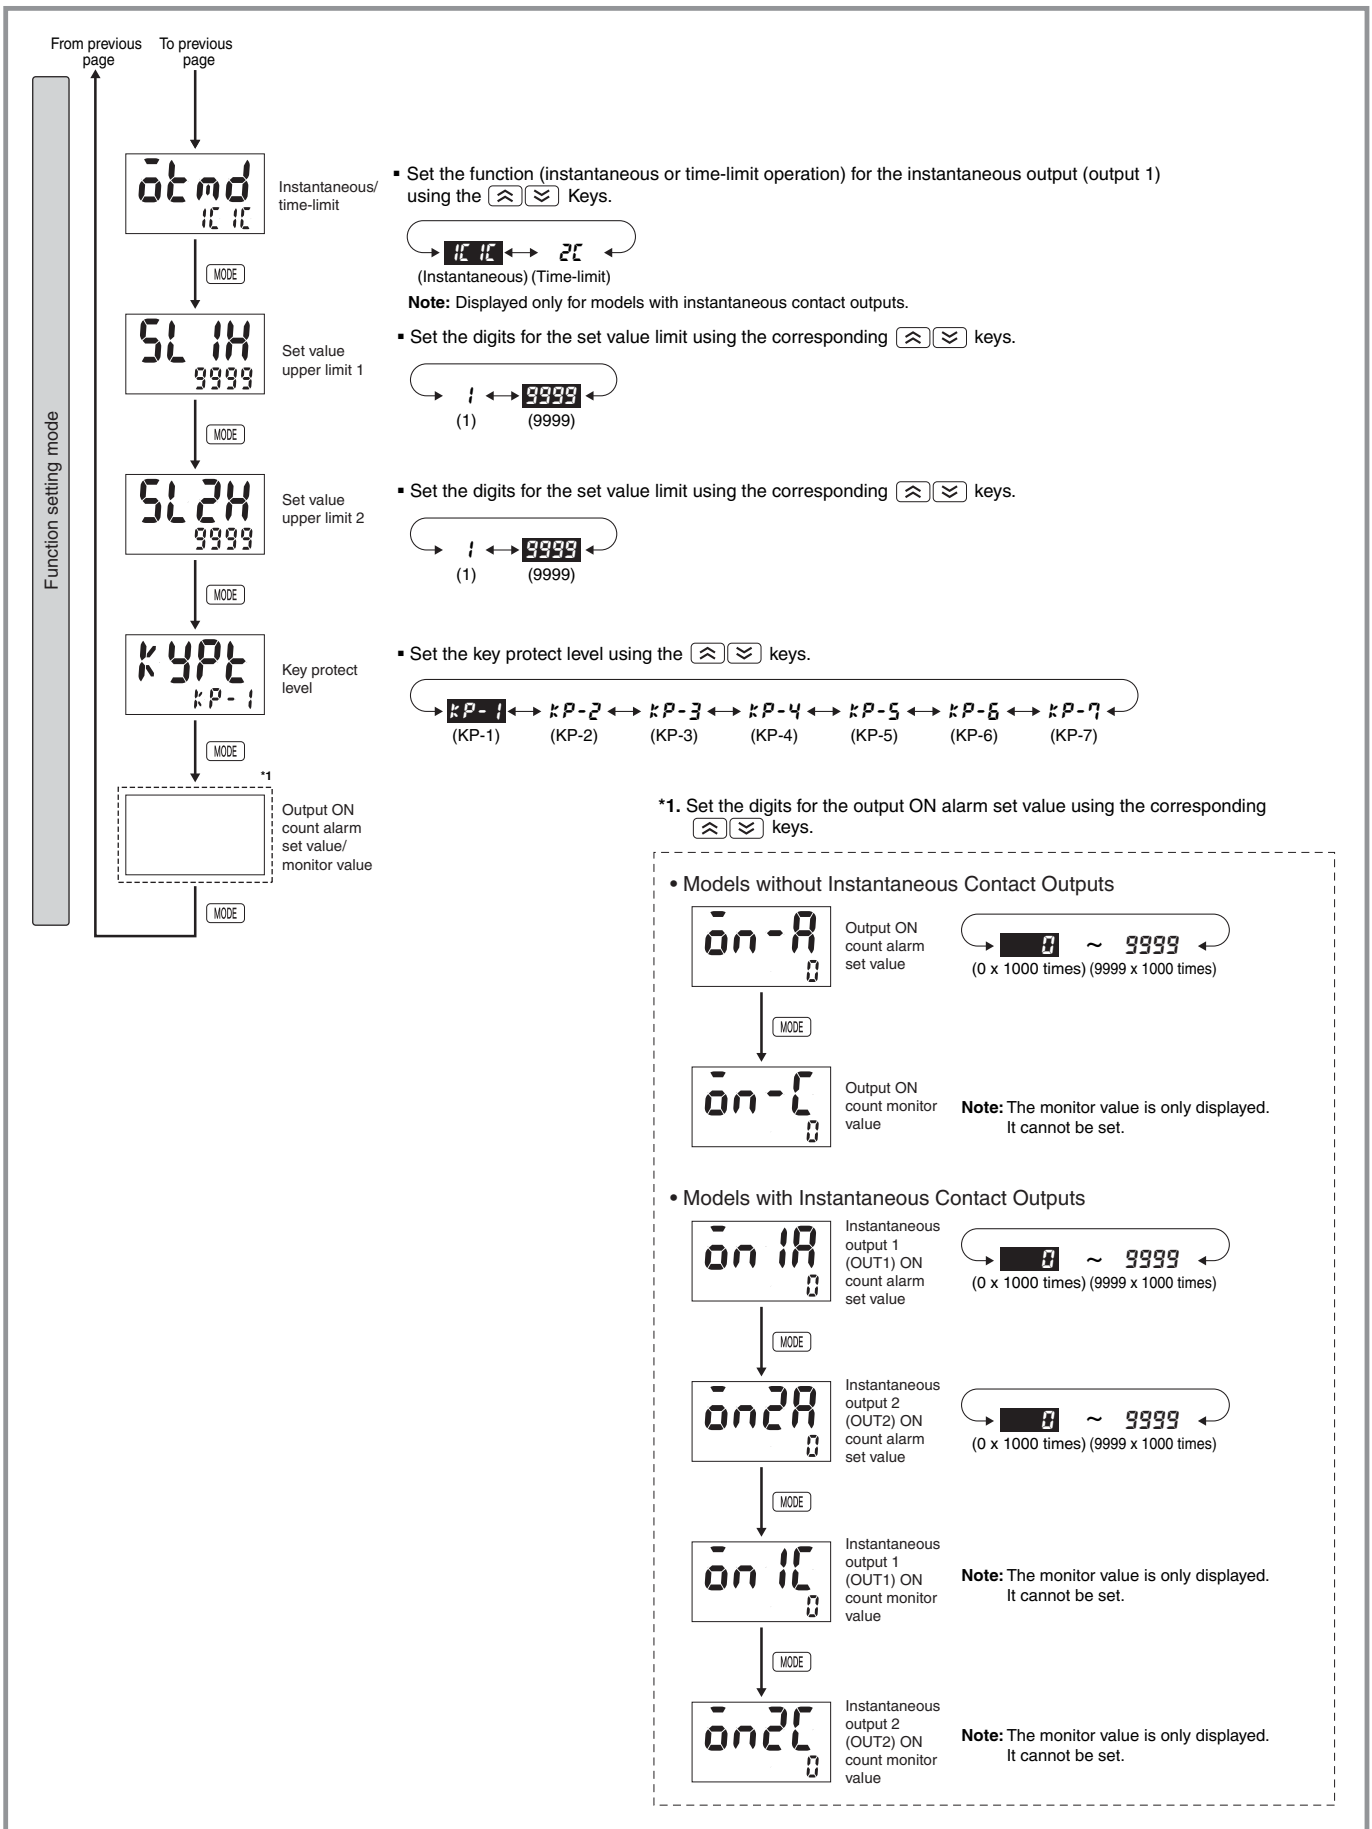 From previous page
To previous page
Function setting mode
ōtmd
1C 1C
Instantaneous/
time-limit
▪ Set the function (instantaneous or time-limit operation) for the instantaneous output (output 1)
using the Keys.
1C 1C 2C
(Instantaneous) (Time-limit)
Note: Displayed only for models with instantaneous contact outputs.
MODE
SL 1H
9999
Set value
upper limit 1
▪ Set the digits for the set value limit using the corresponding keys.
1 9999
(1) (9999)
MODE
SL2H
9999
Set value
upper limit 2
▪ Set the digits for the set value limit using the corresponding keys.
1 9999
(1) (9999)
MODE
KYPt
KP-1
Key protect
level
▪ Set the key protect level using the keys.
KP-1 KP-2 KP-3 KP-4 KP-5 KP-6 KP-7
(KP-1) (KP-2) (KP-3) (KP-4) (KP-5) (KP-6) (KP-7)
MODE
*1
Output ON
count alarm
set value/
monitor value
MODE
*1. Set the digits for the output ON alarm set value using the corresponding
keys.
• Models without Instantaneous Contact Outputs
ōn-A
0
Output ON
count alarm
set value
0 ~ 9999
(0 x 1000 times) (9999 x 1000 times)
MODE
ōn-C
0
Output ON
count monitor
value
Note: The monitor value is only displayed.
It cannot be set.
• Models with Instantaneous Contact Outputs
ōn 1A
0
Instantaneous
output 1
(OUT1) ON
count alarm
set value
0 ~ 9999
(0 x 1000 times) (9999 x 1000 times)
MODE
ōn2A
0
Instantaneous
output 2
(OUT2) ON
count alarm
set value
0 ~ 9999
(0 x 1000 times) (9999 x 1000 times)
MODE
ōn 1C
0
Instantaneous
output 1
(OUT1) ON
count monitor
value
Note: The monitor value is only displayed.
It cannot be set.
MODE
ōn2C
0
Instantaneous
output 2
(OUT2) ON
count monitor
value
Note: The monitor value is only displayed.
It cannot be set.